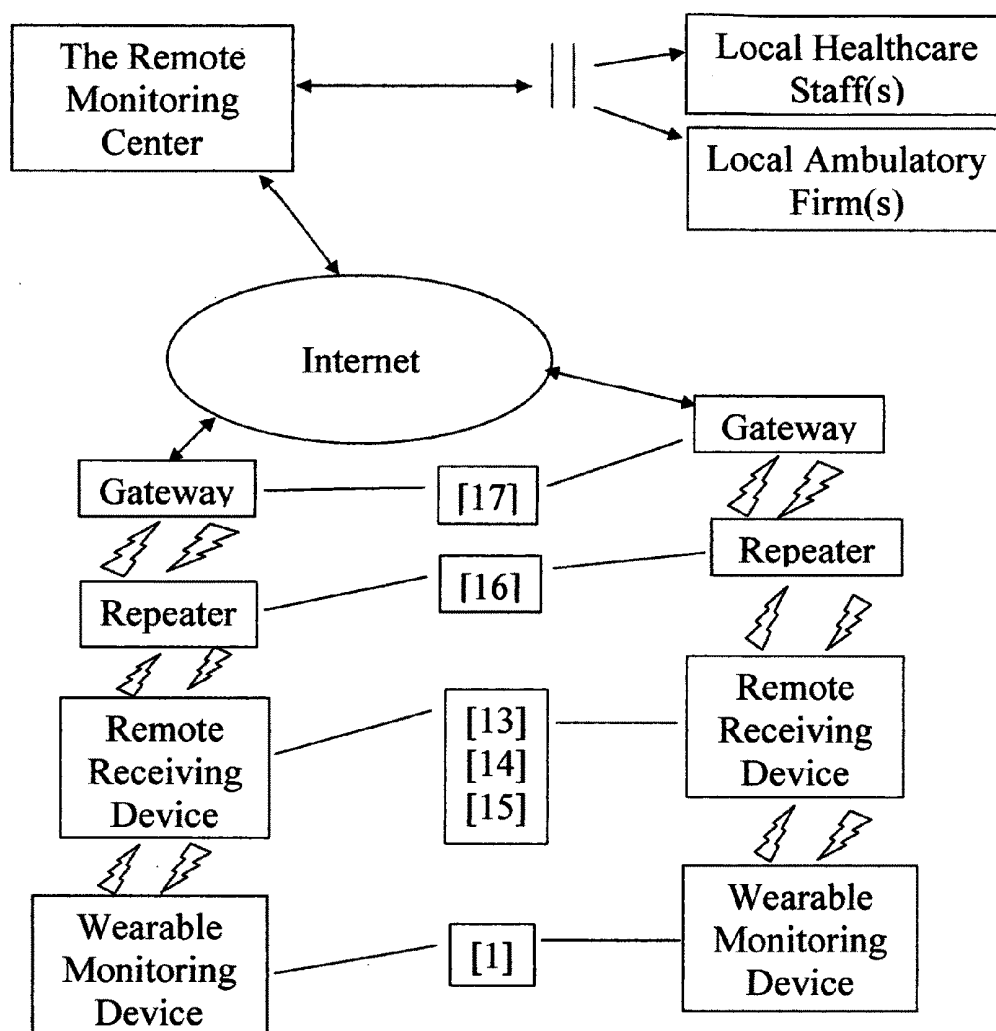 The Remote
Monitoring
Center
Local Healthcare
Staff(s)
Local Ambulatory
Firm(s)
Internet
Gateway
Gateway
[17]
Repeater
[16]
Repeater
Remote
Receiving
Device
[13]
[14]
[15]
Remote
Receiving
Device
Wearable
Monitoring
Device
[1]
Wearable
Monitoring
Device